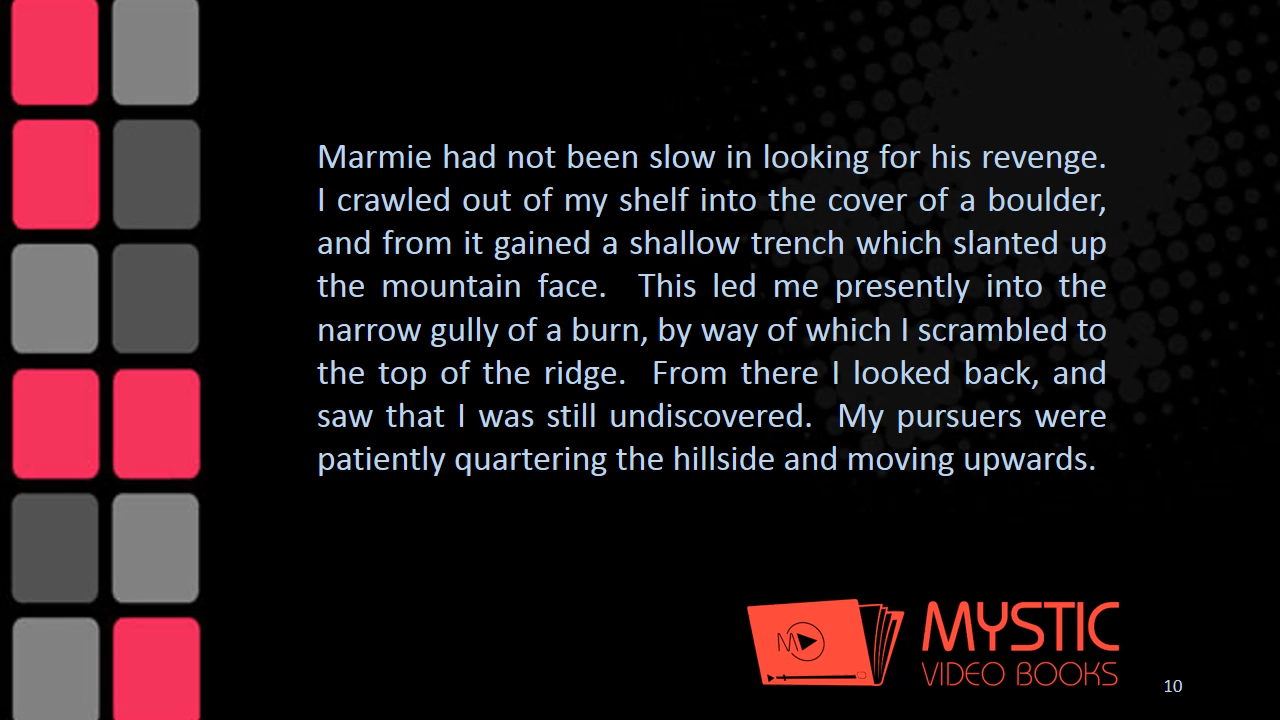 Marmie had not been slow in looking for his revenge.
I crawled out of my shelf into the cover of a boulder,
and from it gained a shallow trench which slanted up
the mountain face.  This led me presently into the
narrow gully of a burn, by way of which I scrambled to
the top of the ridge.  From there I looked back, and
saw that I was still undiscovered.  My pursuers were
patiently quartering the hillside and moving upwards.
M
MYSTIC
VIDEO BOOKS
10